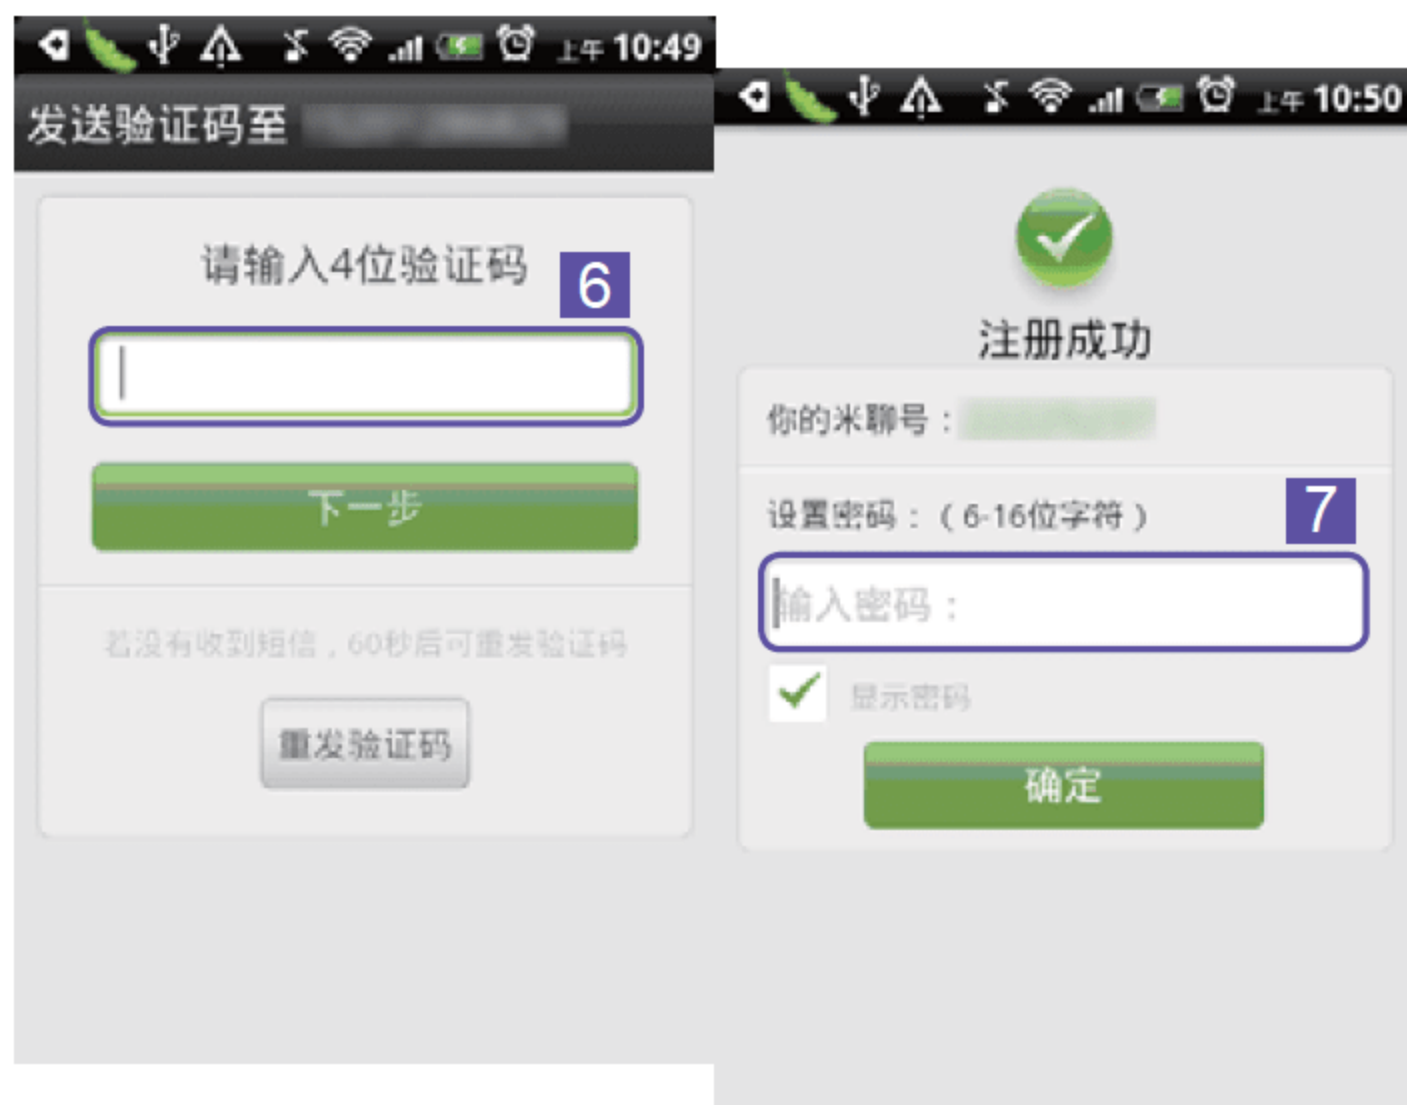 上午 10:49
发送验证码至
请输入4位验证码
6
下一步
若没有收到短信，60秒后可重发验证码
重发验证码
上午 10:50
注册成功
你的米聊号：
设置密码：（6-16位字符）
7
输入密码：
显示密码
确定